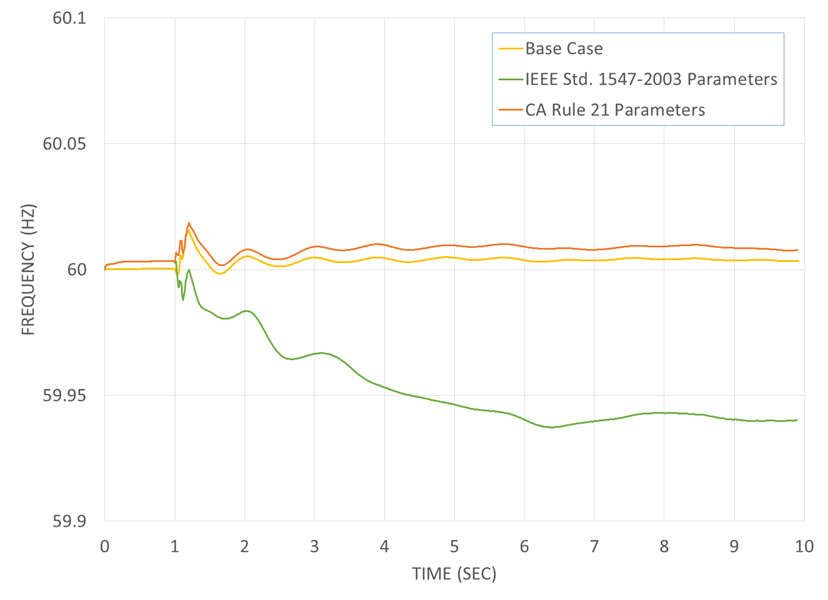 60.1
Base Case
IEEE Std. 1547-2003 Parameters
CA Rule 21 Parameters
60.05
60
59.95
59.9
FREQUENCY (HZ)
0 1 2 3 4 5 6 7 8 9 10
TIME (SEC)